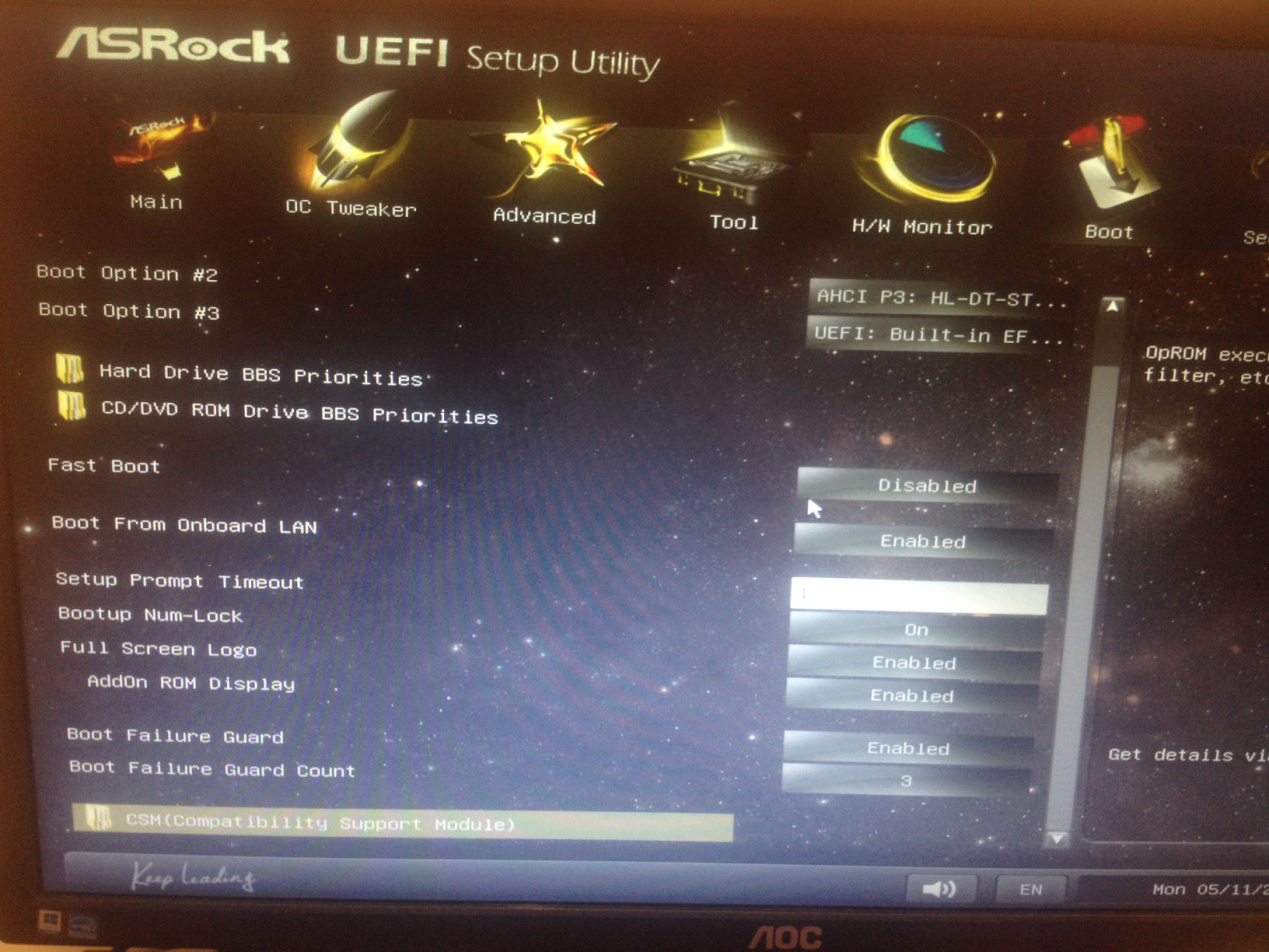 ASRock UEFI Setup Utility
ASRock
Main
OC Tweaker
Advanced
Tool
H/W Monitor
Boot
Se
Boot Option #2
AHCI P3: HL-DT-ST...
Boot Option #3
UEFI: Built-in EF...
OpROM exec
filter, etc
Hard Drive BBS Priorities
CD/DVD ROM Drive BBS Priorities
Fast Boot
Disabled
Boot From Onboard LAN
Enabled
Setup Prompt Timeout
1
Bootup Num-Lock
On
Full Screen Logo
Enabled
AddOn ROM Display
Enabled
Boot Failure Guard
Enabled
Boot Failure Guard Count
3
Get details via
CSM(Compatibility Support Module)
Keep leading
EN
Mon 05/11/2
AOC